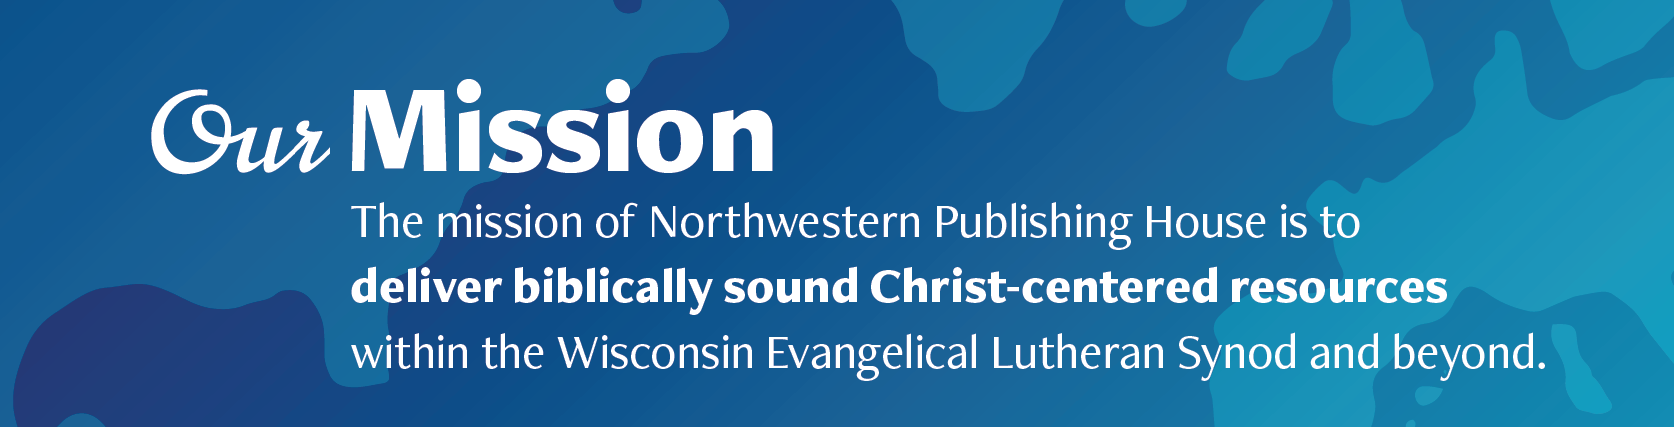 Our Mission
The mission of Northwestern Publishing House is to
deliver biblically sound Christ-centered resources
within the Wisconsin Evangelical Lutheran Synod and beyond.